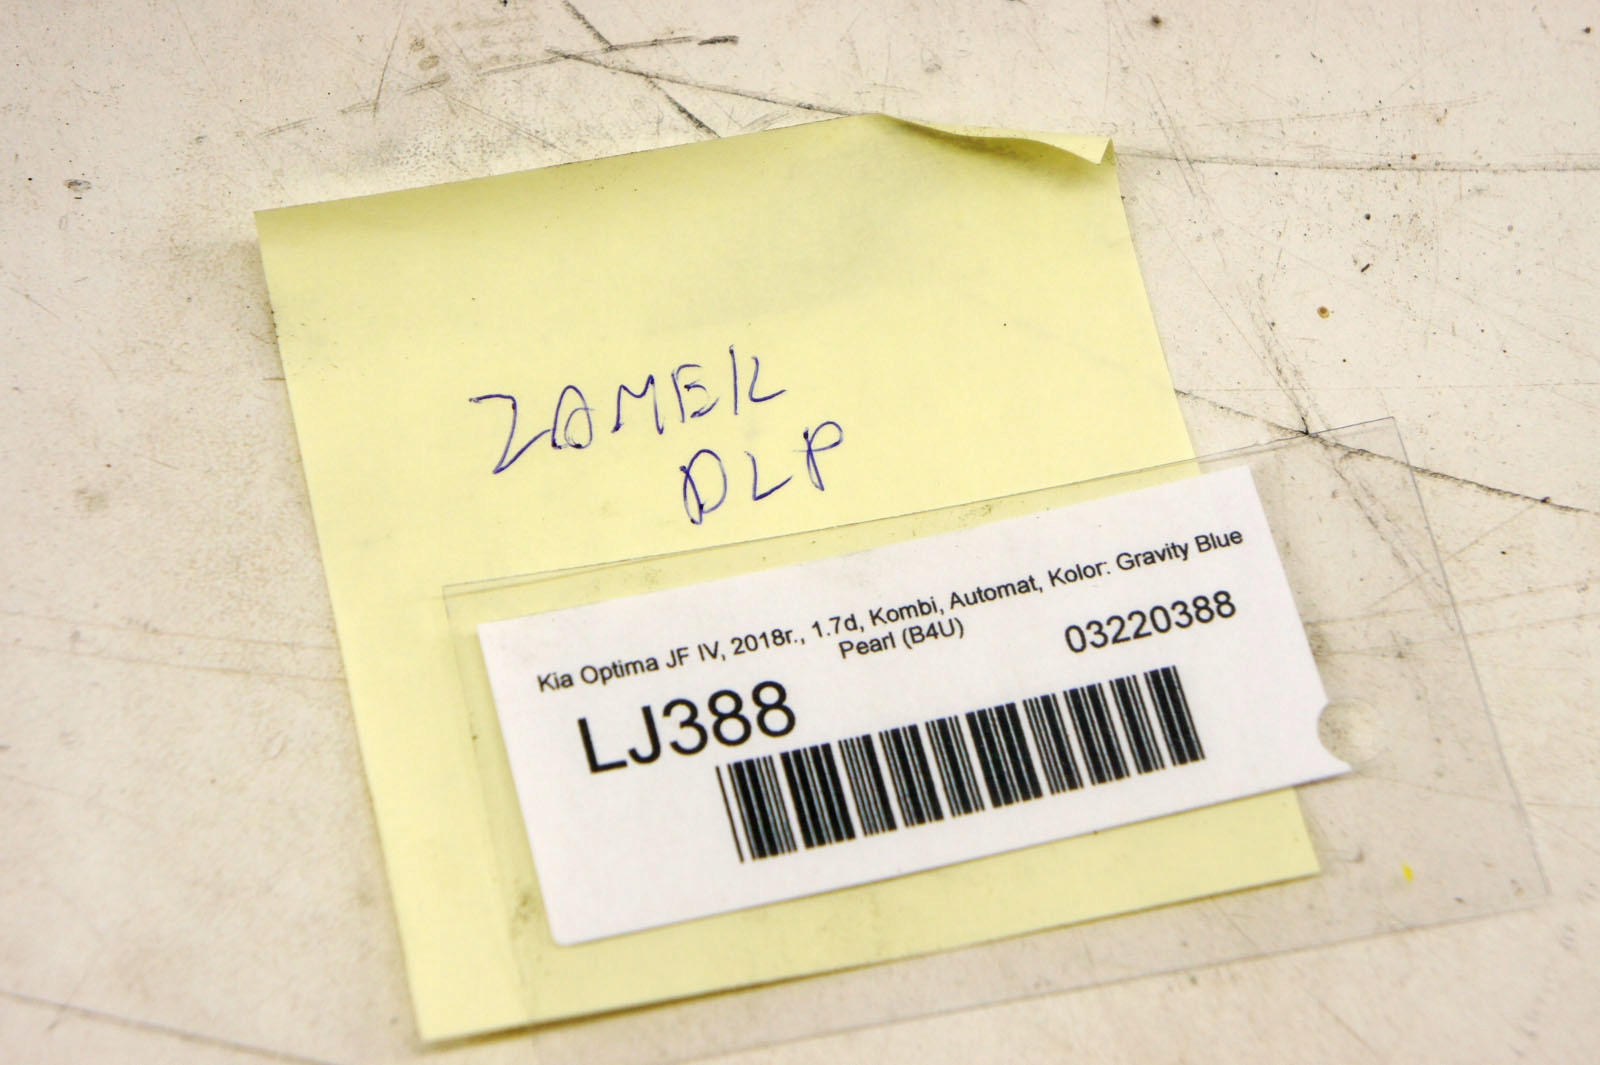 ZAMEK
DLP
Kia Optima JF IV, 2018r., 1.7d, Kombi, Automat, Kolor: Gravity Blue
Pearl (B4U)
03220388
LJ388